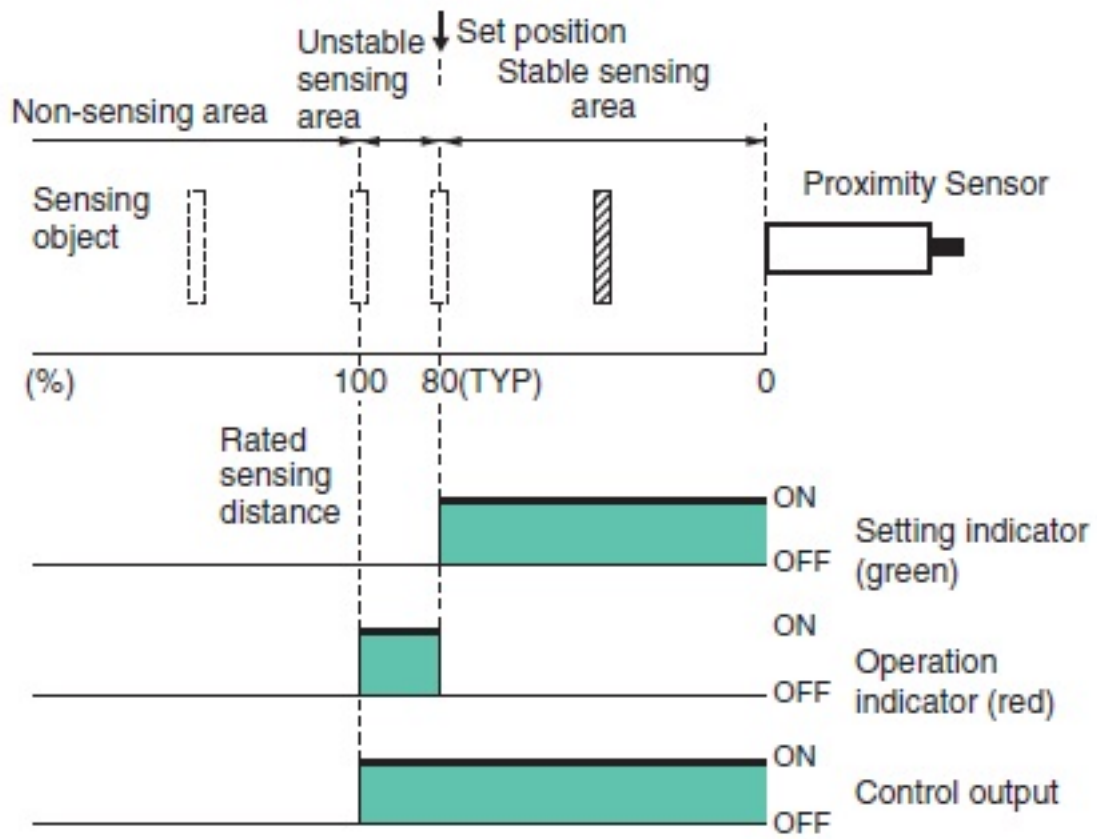 Set position
Unstable
sensing
area
Stable sensing
area
Non-sensing area
Sensing
object
Proximity Sensor
(%)
100
80(TYP)
0
Rated
sensing
distance
ON
OFF
Setting indicator
(green)
ON
OFF
Operation
indicator (red)
ON
OFF
Control output